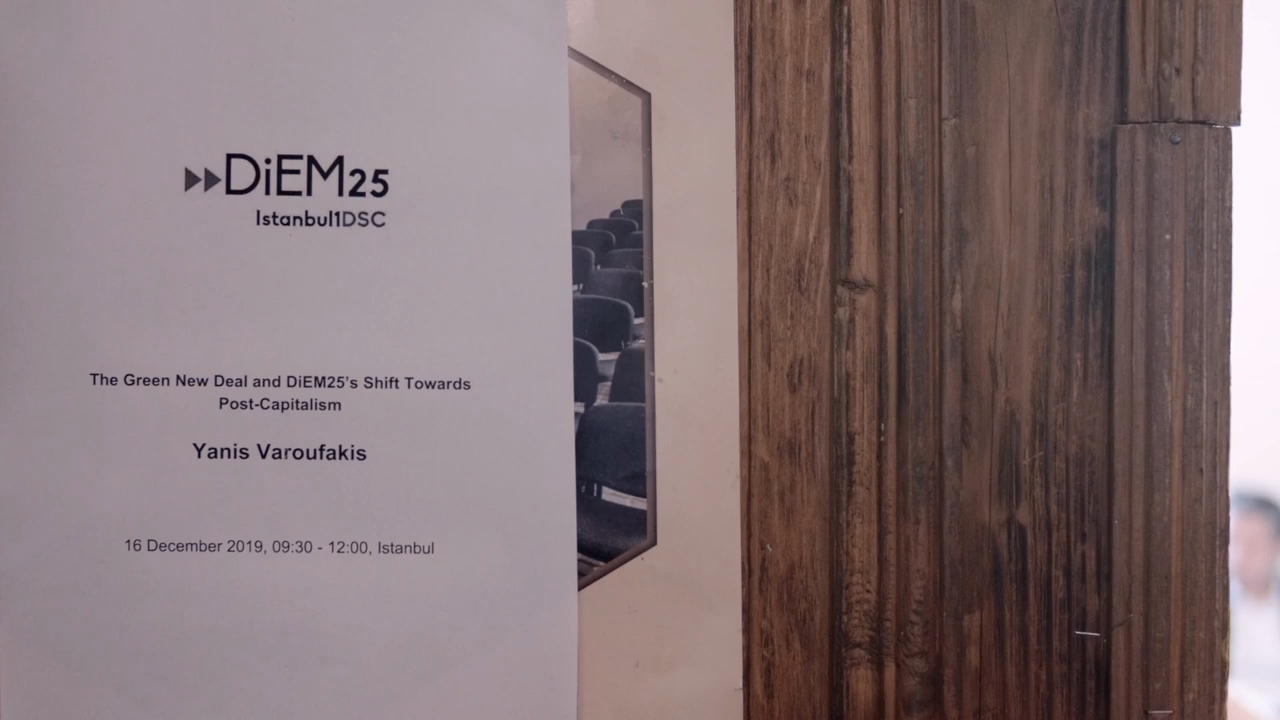 DiEM25
Istanbul1DSC
The Green New Deal and DiEM25's Shift Towards
Post-Capitalism
Yanis Varoufakis
16 December 2019, 09:30 - 12:00, Istanbul